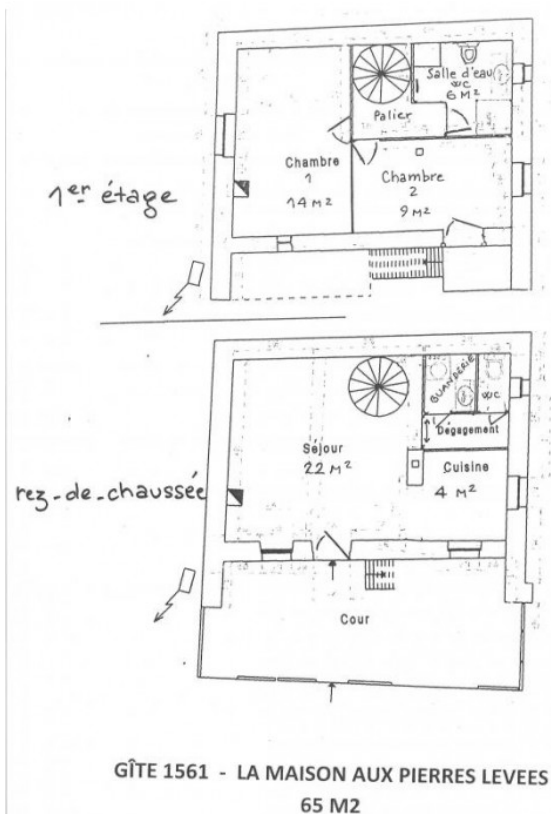 Salle d'eau
WC
6 M²
Palier
Chambre
1
14 M²
Chambre
2
9 M²
1er étage
BUANDERIE
WC
Dégagement
Séjour
22 M²
Cuisine
4 M²
rez-de-chaussée
Cour
GÎTE 1561 - LA MAISON AUX PIERRES LEVEES
65 M2